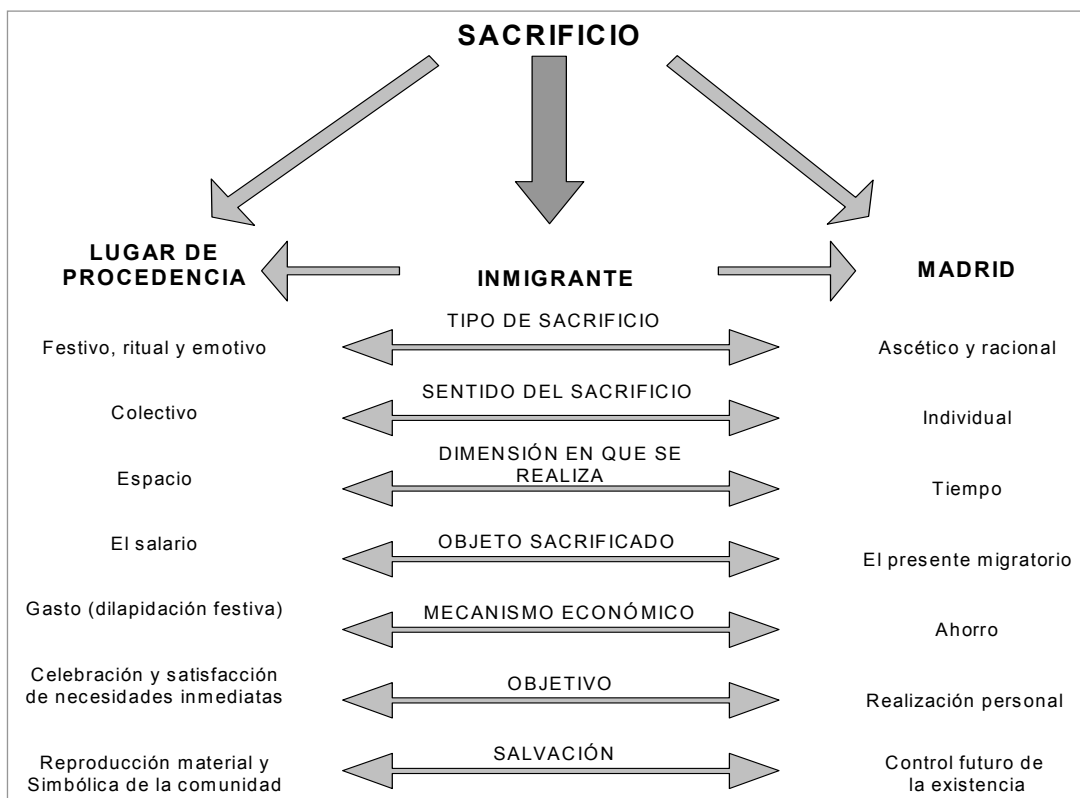 SACRIFICIO
LUGAR DE
PROCEDENCIA
INMIGRANTE
MADRID
TIPO DE SACRIFICIO
Festivo, ritual y emotivo
Ascético y racional
SENTIDO DEL SACRIFICIO
Colectivo
Individual
DIMENSIÓN EN QUE SE
REALIZA
Espacio
Tiempo
OBJETO SACRIFICADO
El salario
El presente migratorio
MECANISMO ECONÓMICO
Gasto (dilapidación festiva)
Ahorro
OBJETIVO
Celebración y satisfacción
de necesidades inmediatas
Realización personal
SALVACIÓN
Reproducción material y
Simbólica de la comunidad
Control futuro de
la existencia